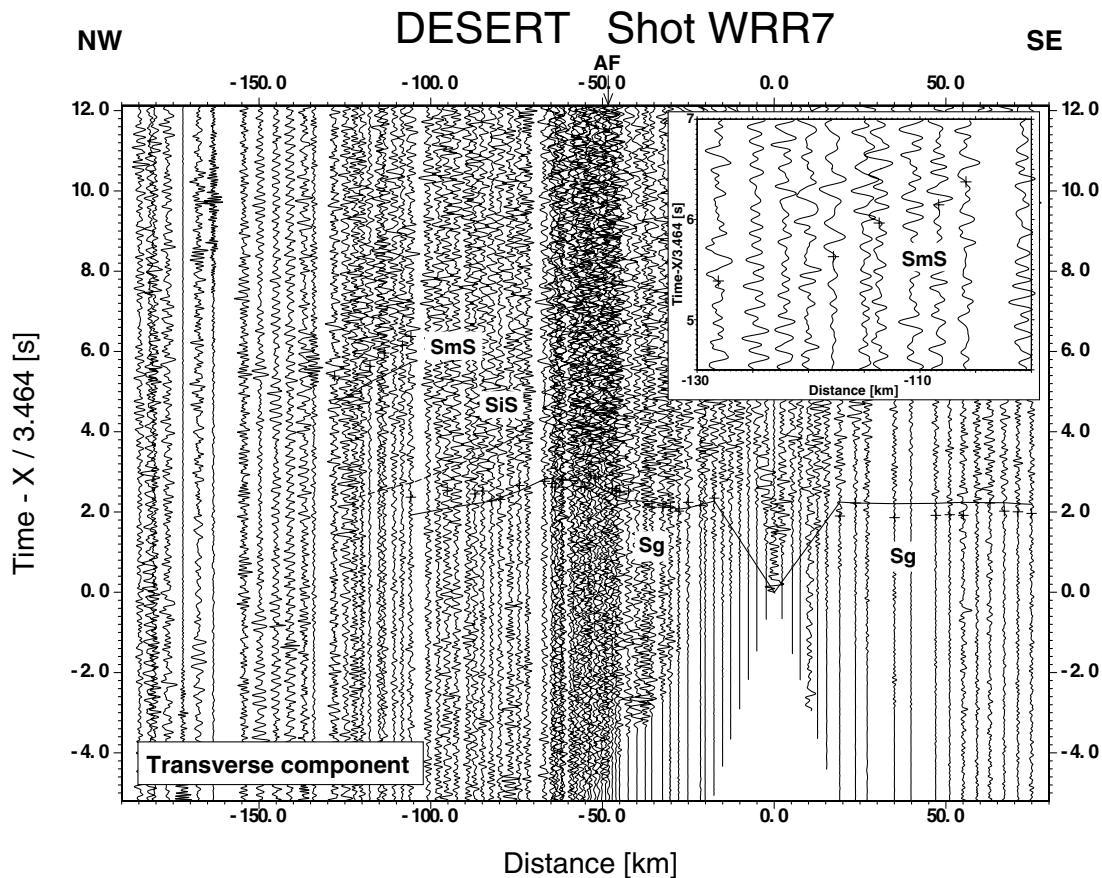 DESERT Shot WRR7
NW
SE
AF
-150.0 -100.0 -50.0 0.0 50.0
12.0 12.0
10.0 10.0
8.0 8.0
6.0 6.0
4.0 4.0
2.0 2.0
0.0 0.0
-2.0 -2.0
-4.0 -4.0
Time - X / 3.464 [s]
7
6
5
Time-X/3.464 [s]
SmS
-130 -110
Distance [km]
SmS
SiS
Sg
Sg
Transverse component
-150.0 -100.0 -50.0 0.0 50.0
Distance [km]